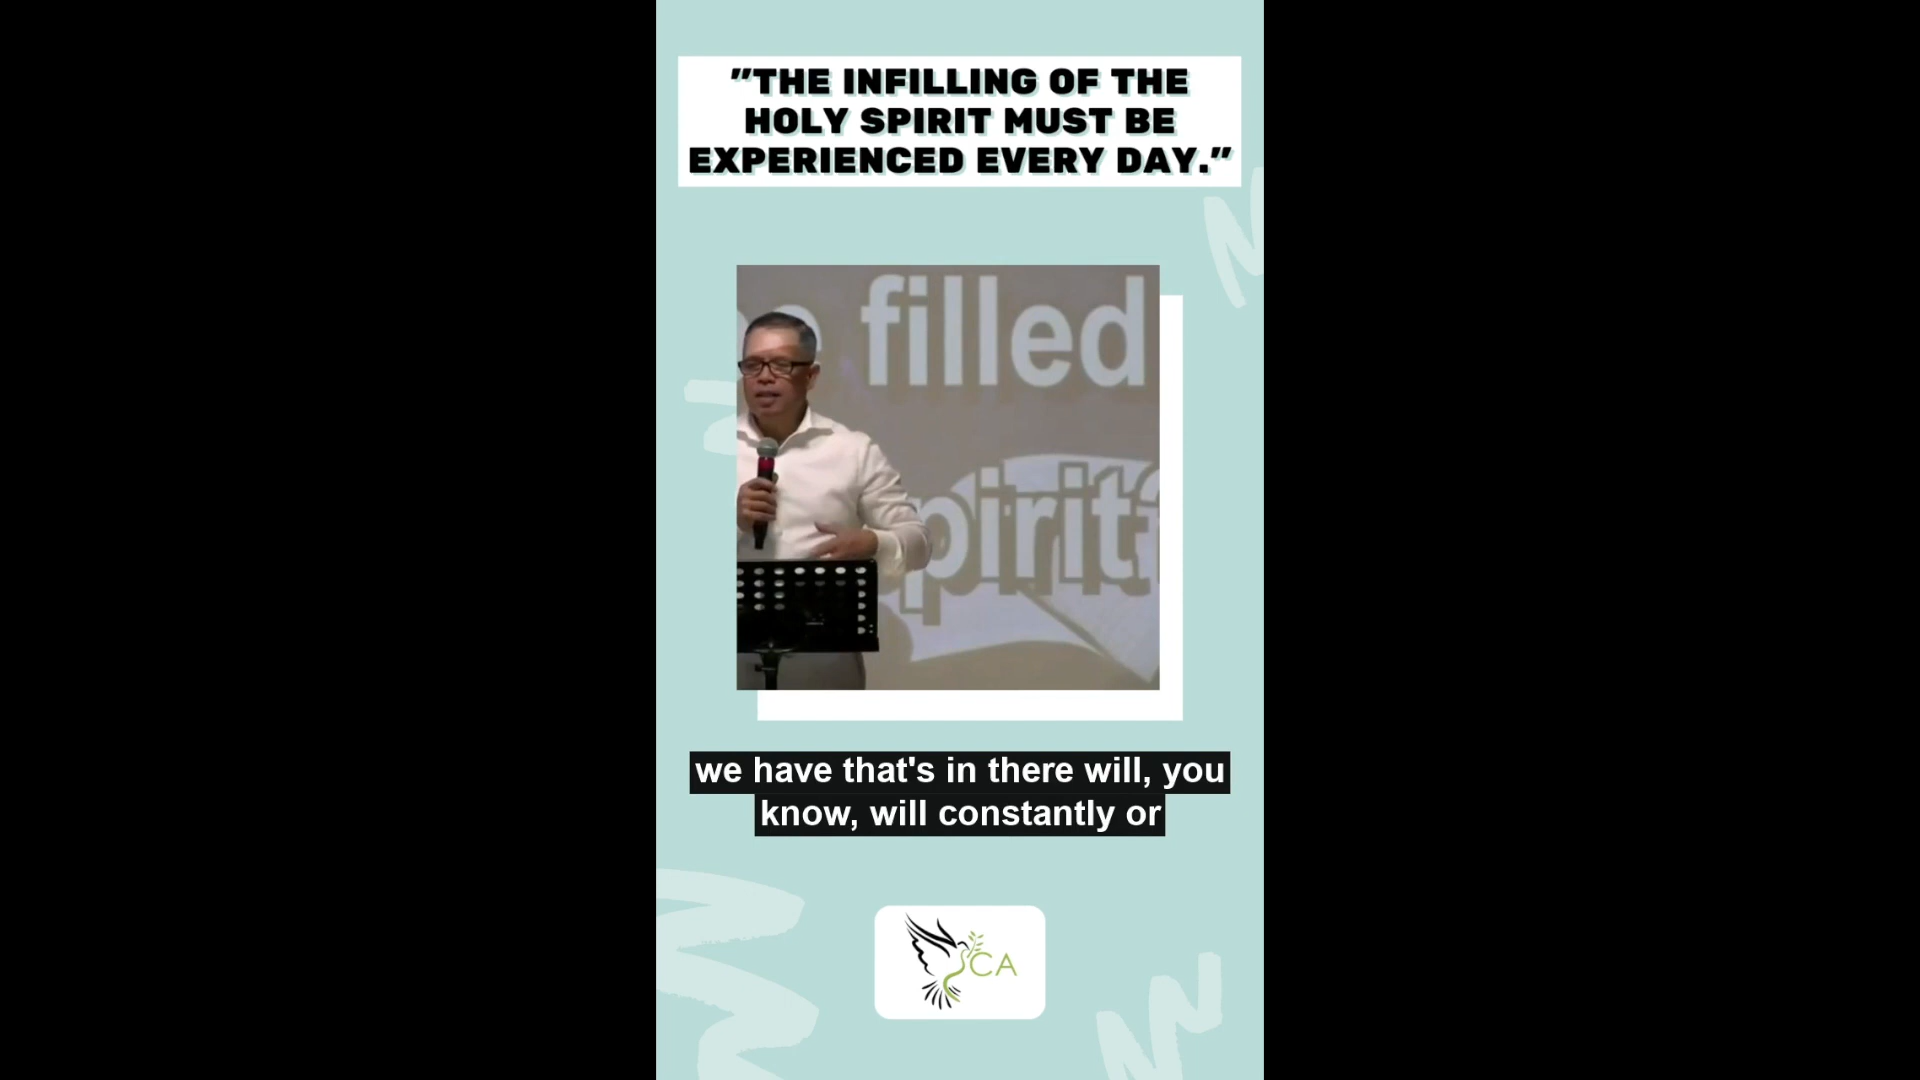 "THE INFILLING OF THE
HOLY SPIRIT MUST BE
EXPERIENCED EVERY DAY."
filled
we have that's in there will, you
know, will constantly or
CA